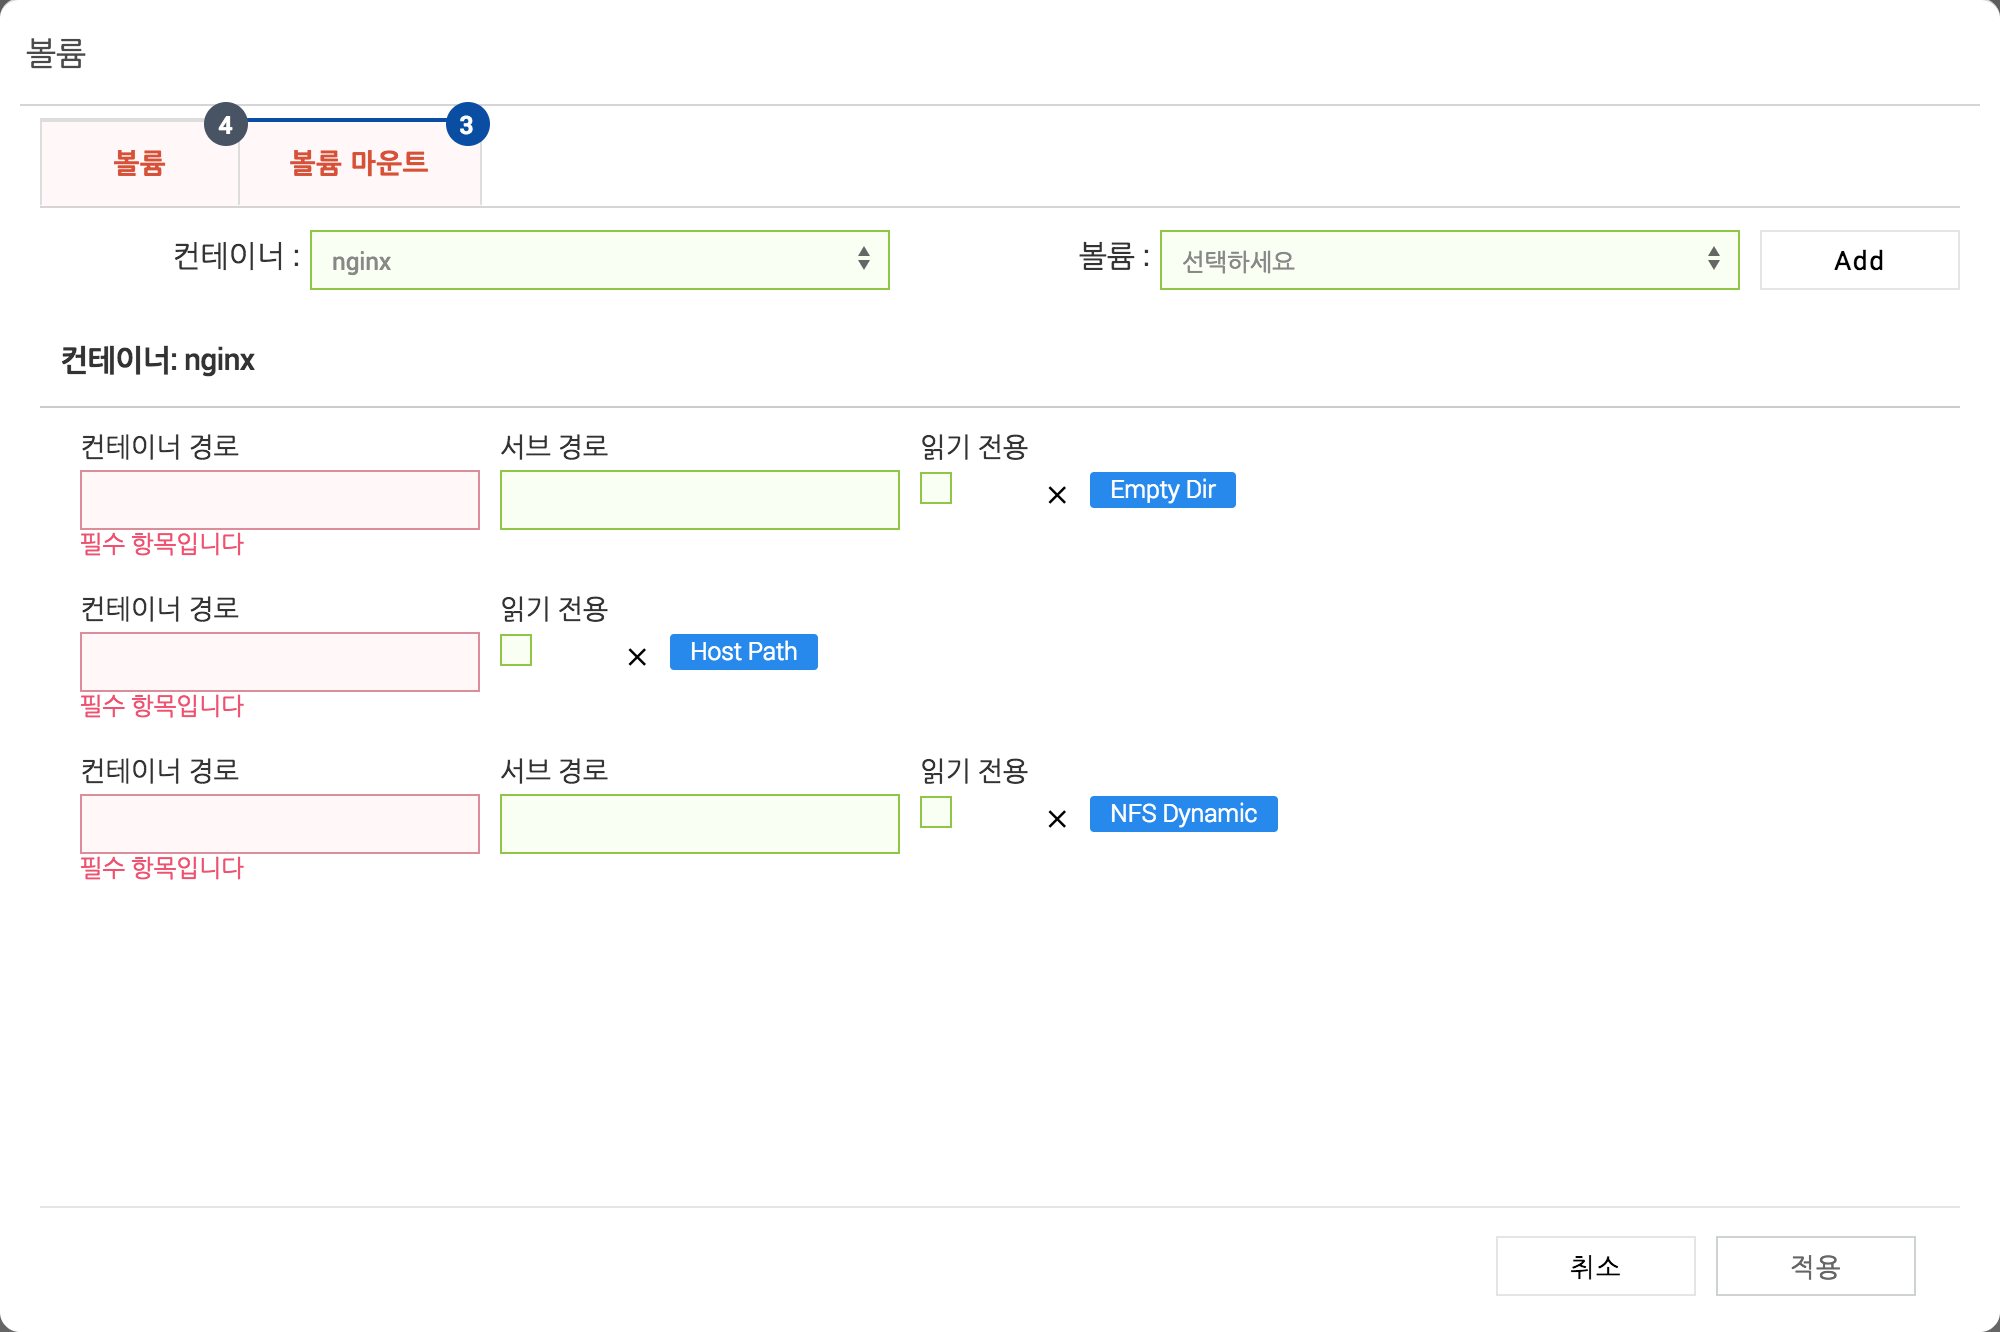 볼륨
볼륨 4
볼륨 마운트 3
컨테이너 : nginx 볼륨 : 선택하세요 Add
컨테이너: nginx
컨테이너 경로 서브 경로 읽기 전용
× Empty Dir
필수 항목입니다
컨테이너 경로 읽기 전용
× Host Path
필수 항목입니다
컨테이너 경로 서브 경로 읽기 전용
× NFS Dynamic
필수 항목입니다
취소 적용